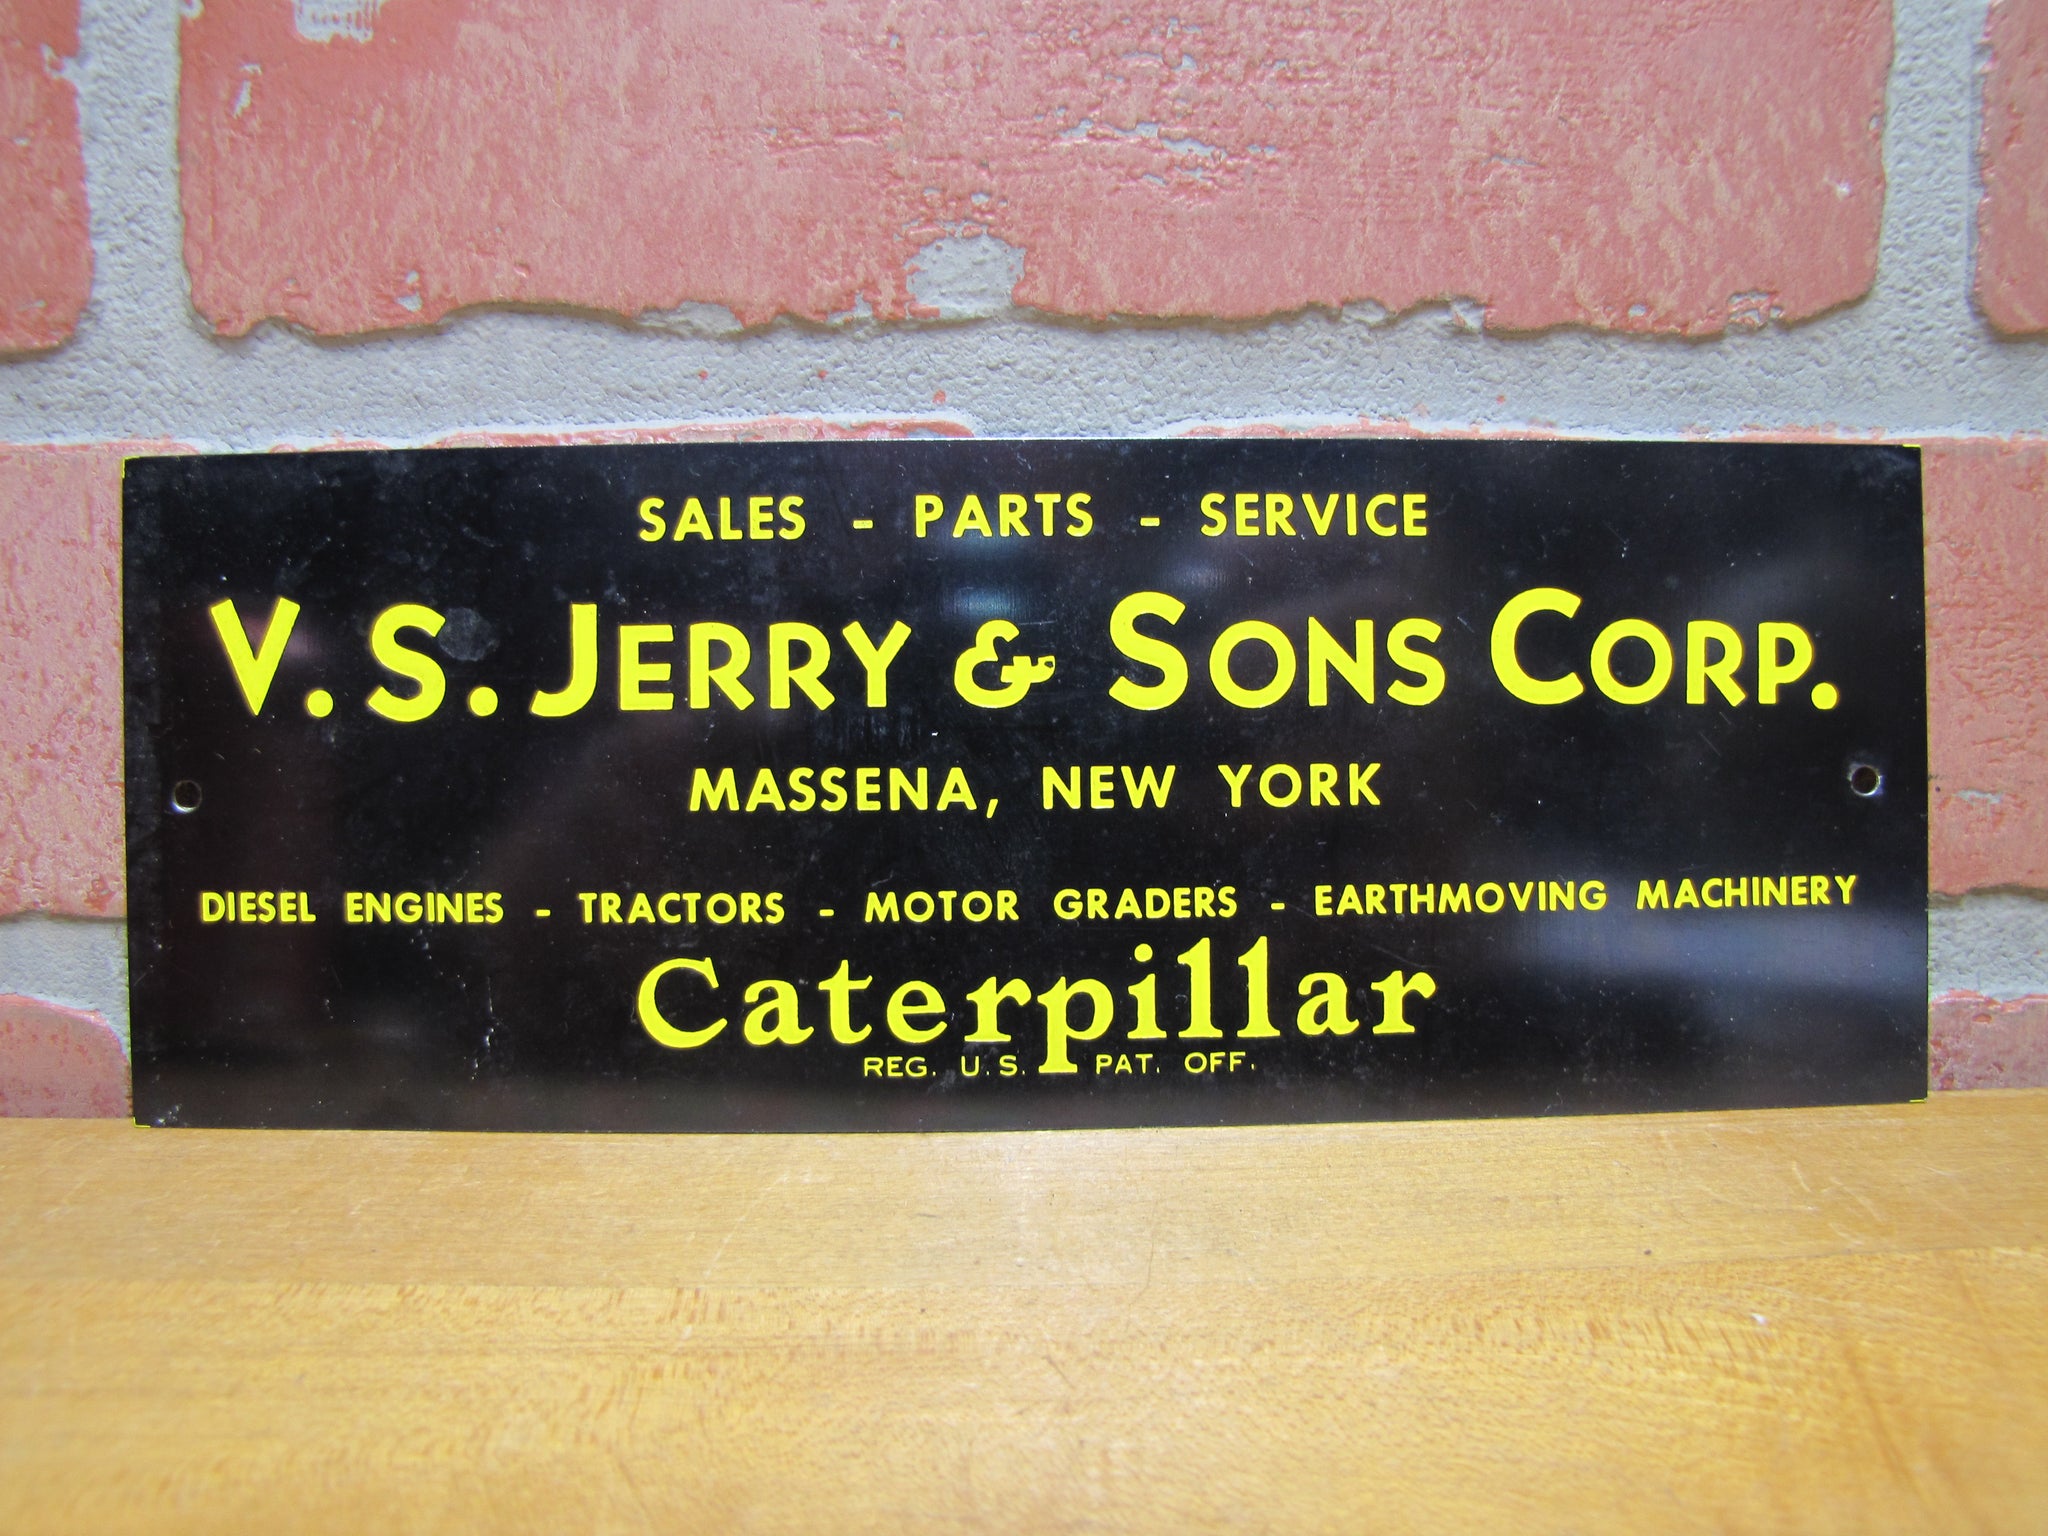 SALES - PARTS - SERVICE
V. S. JERRY & SONS CORP.
MASSENA, NEW YORK
DIESEL ENGINES - TRACTORS - MOTOR GRADERS - EARTHMOVING MACHINERY
Caterpillar
REG. U.S. PAT. OFF.